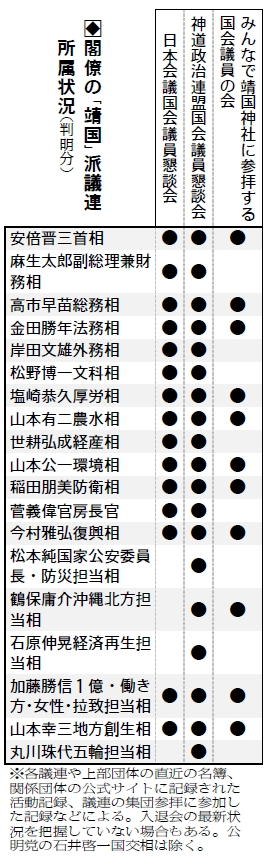 ◆閣僚の「靖国」派議連
所属状況(判明分)
みんなで靖国神社に参拝する
国会議員の会
神道政治連盟国会議員懇談会
日本会議国会議員懇談会
安倍晋三首相 ● ● ●
麻生太郎副総理兼財
務相 ● ●
高市早苗総務相 ● ● ●
金田勝年法務相 ● ● ●
岸田文雄外務相 ● ●
松野博一文科相 ● ●
塩崎恭久厚労相 ● ● ●
山本有二農水相 ● ● ●
世耕弘成経産相 ● ●
山本公一環境相 ● ● ●
稲田朋美防衛相 ● ● ●
菅義偉官房長官 ● ●
今村雅弘復興相 ● ● ●
松本純国家公安委員
長・防災担当相 ●
鶴保庸介沖縄北方担
当相 ● ●
石原伸晃経済再生担
当相 ●
加藤勝信1億・働き
方・女性・拉致担当相 ● ● ●
山本幸三地方創生相 ● ● ●
丸川珠代五輪担当相 ●
※各議連や上部団体の直近の名簿、
関係団体の公式サイトに記録された
活動記録、議連の集団参拝に参加し
た記録などによる。入退会の最新状
況を把握していない場合もある。公
明党の石井啓一国交相は除く。